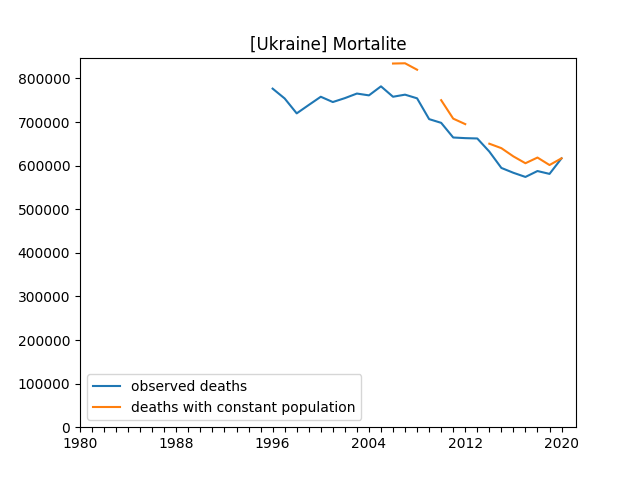 [Ukraine] Mortalite
800000
700000
600000
500000
400000
300000
200000
100000
0
observed deaths
deaths with constant population
1980 1988 1996 2004 2012 2020